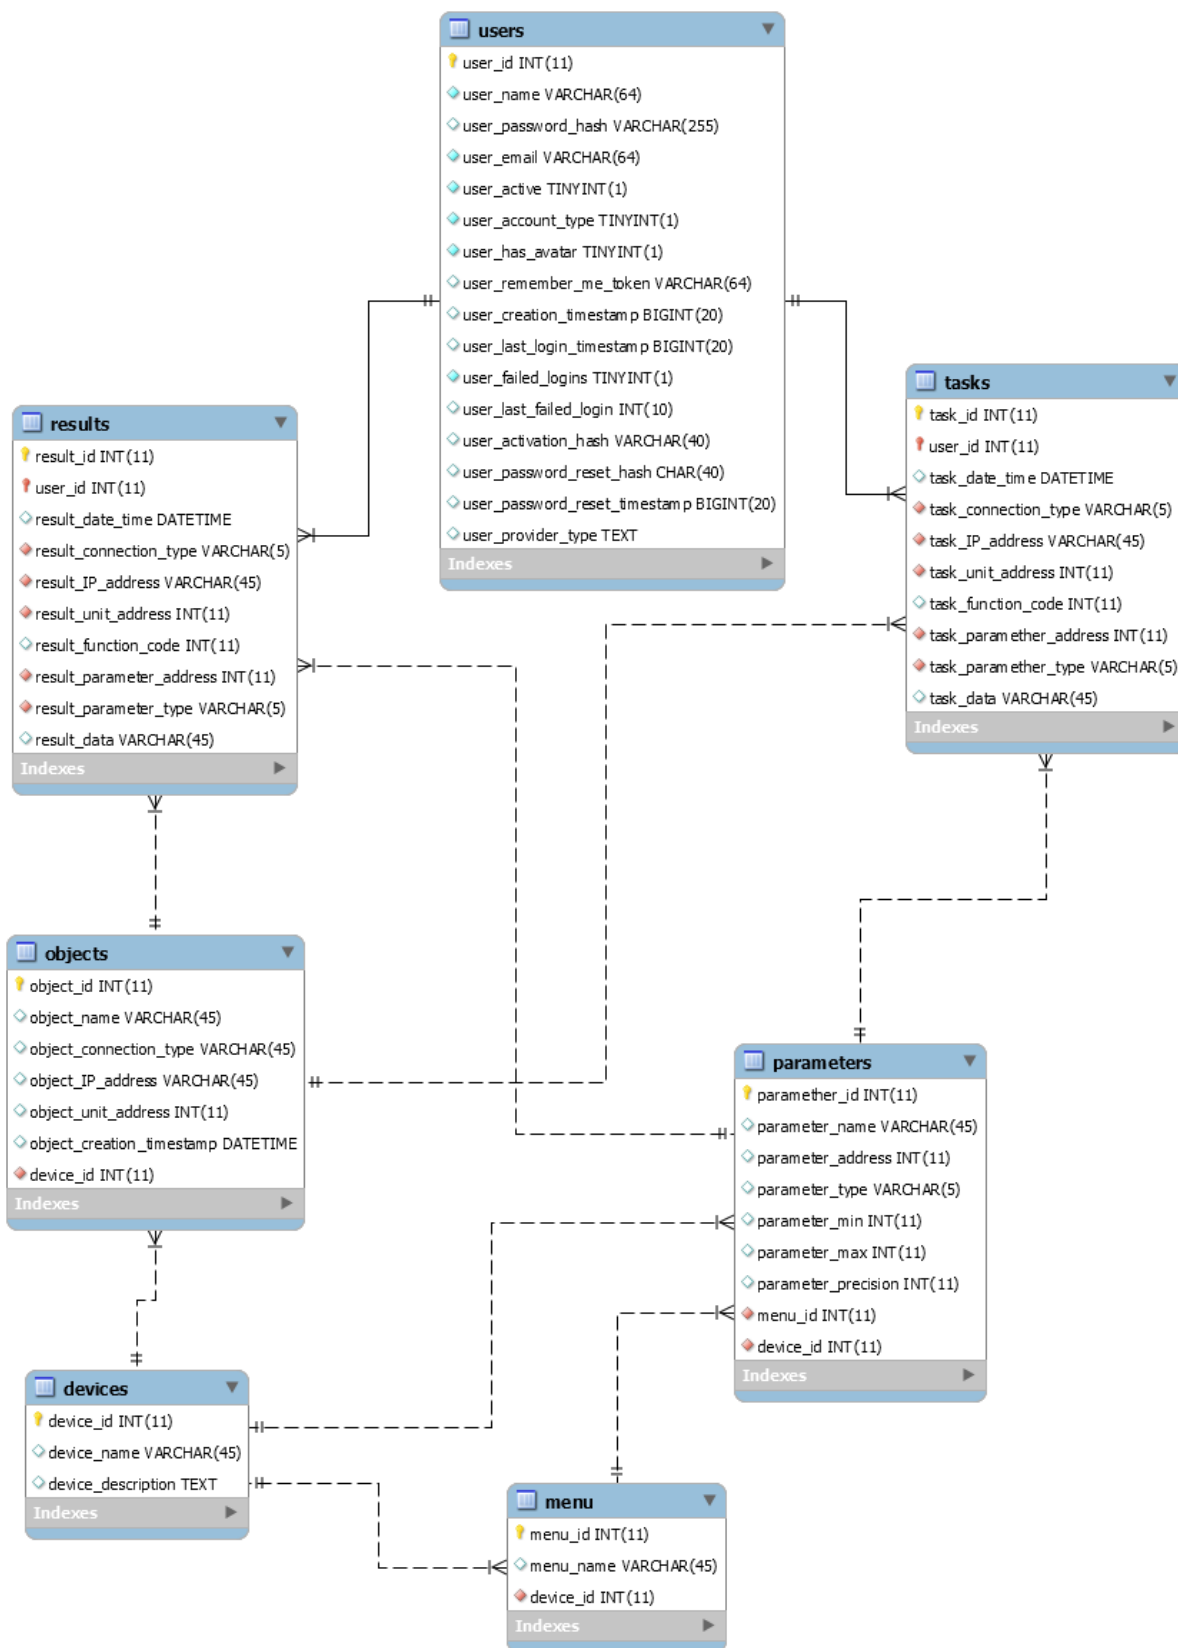 users
user_id INT(11)
user_name VARCHAR(64)
user_password_hash VARCHAR(255)
user_email VARCHAR(64)
user_active TINYINT(1)
user_account_type TINYINT(1)
user_has_avatar TINYINT(1)
user_remember_me_token VARCHAR(64)
user_creation_timestamp BIGINT(20)
user_last_login_timestamp BIGINT(20)
user_failed_logins TINYINT(1)
user_last_failed_login INT(10)
user_activation_hash VARCHAR(40)
user_password_reset_hash CHAR(40)
user_password_reset_timestamp BIGINT(20)
user_provider_type TEXT
Indexes
tasks
task_id INT(11)
user_id INT(11)
task_date_time DATETIME
task_connection_type VARCHAR(5)
task_IP_address VARCHAR(45)
task_unit_address INT(11)
task_function_code INT(11)
task_paramether_address INT(11)
task_paramether_type VARCHAR(5)
task_data VARCHAR(45)
Indexes
results
result_id INT(11)
user_id INT(11)
result_date_time DATETIME
result_connection_type VARCHAR(5)
result_IP_address VARCHAR(45)
result_unit_address INT(11)
result_function_code INT(11)
result_parameter_address INT(11)
result_parameter_type VARCHAR(5)
result_data VARCHAR(45)
Indexes
objects
object_id INT(11)
object_name VARCHAR(45)
object_connection_type VARCHAR(45)
object_IP_address VARCHAR(45)
object_unit_address INT(11)
object_creation_timestamp DATETIME
device_id INT(11)
Indexes
parameters
paramether_id INT(11)
parameter_name VARCHAR(45)
parameter_address INT(11)
parameter_type VARCHAR(5)
parameter_min INT(11)
parameter_max INT(11)
parameter_precision INT(11)
menu_id INT(11)
device_id INT(11)
Indexes
devices
device_id INT(11)
device_name VARCHAR(45)
device_description TEXT
Indexes
menu
menu_id INT(11)
menu_name VARCHAR(45)
device_id INT(11)
Indexes